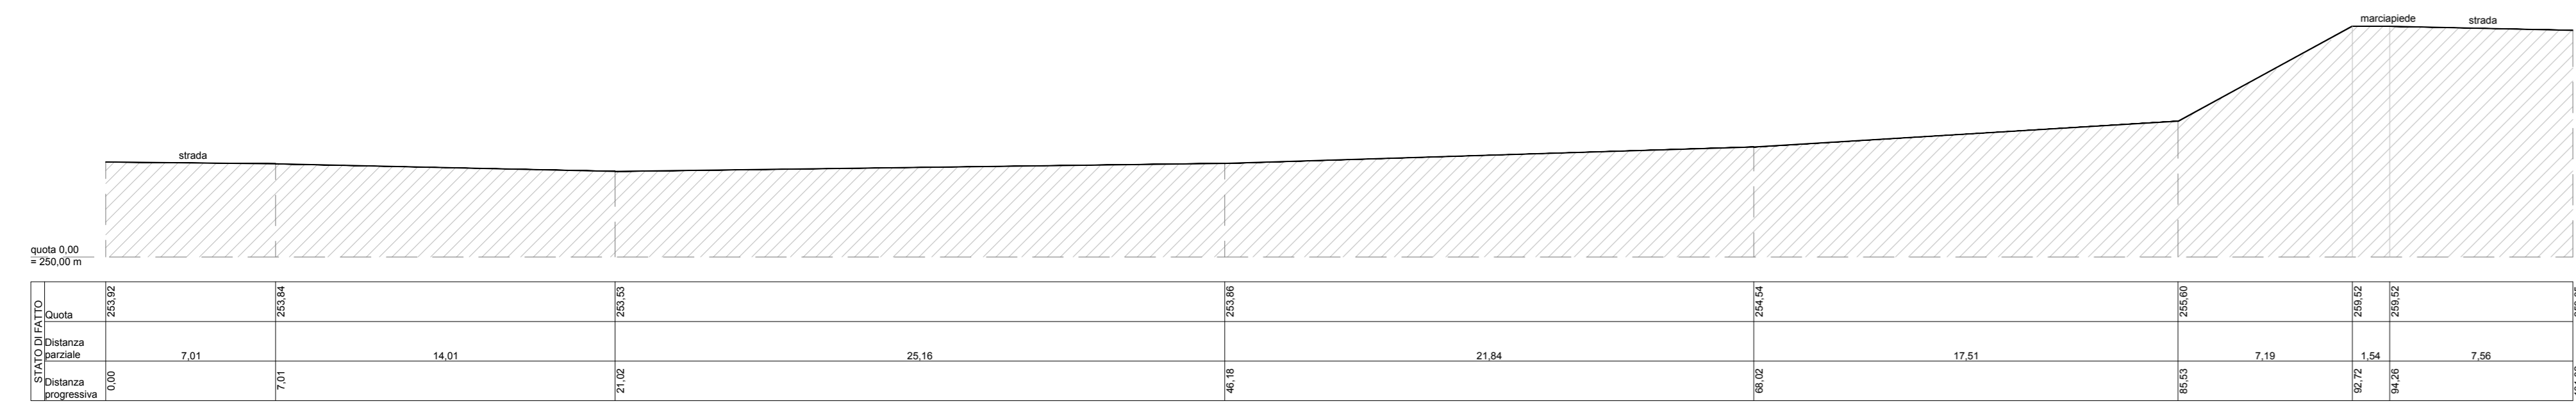 marciapiede
strada
strada
quota 0,00
= 250,00 m
STATO DI FATTO
Quota
253,92
253,84
253,53
253,86
254,54
255,60
259,52
259,52
Distanza
parziale
7,01
14,01
25,16
21,84
17,51
7,19
1,54
7,56
Distanza
progressiva
0,00
7,01
21,02
46,18
68,02
85,53
92,72
94,26